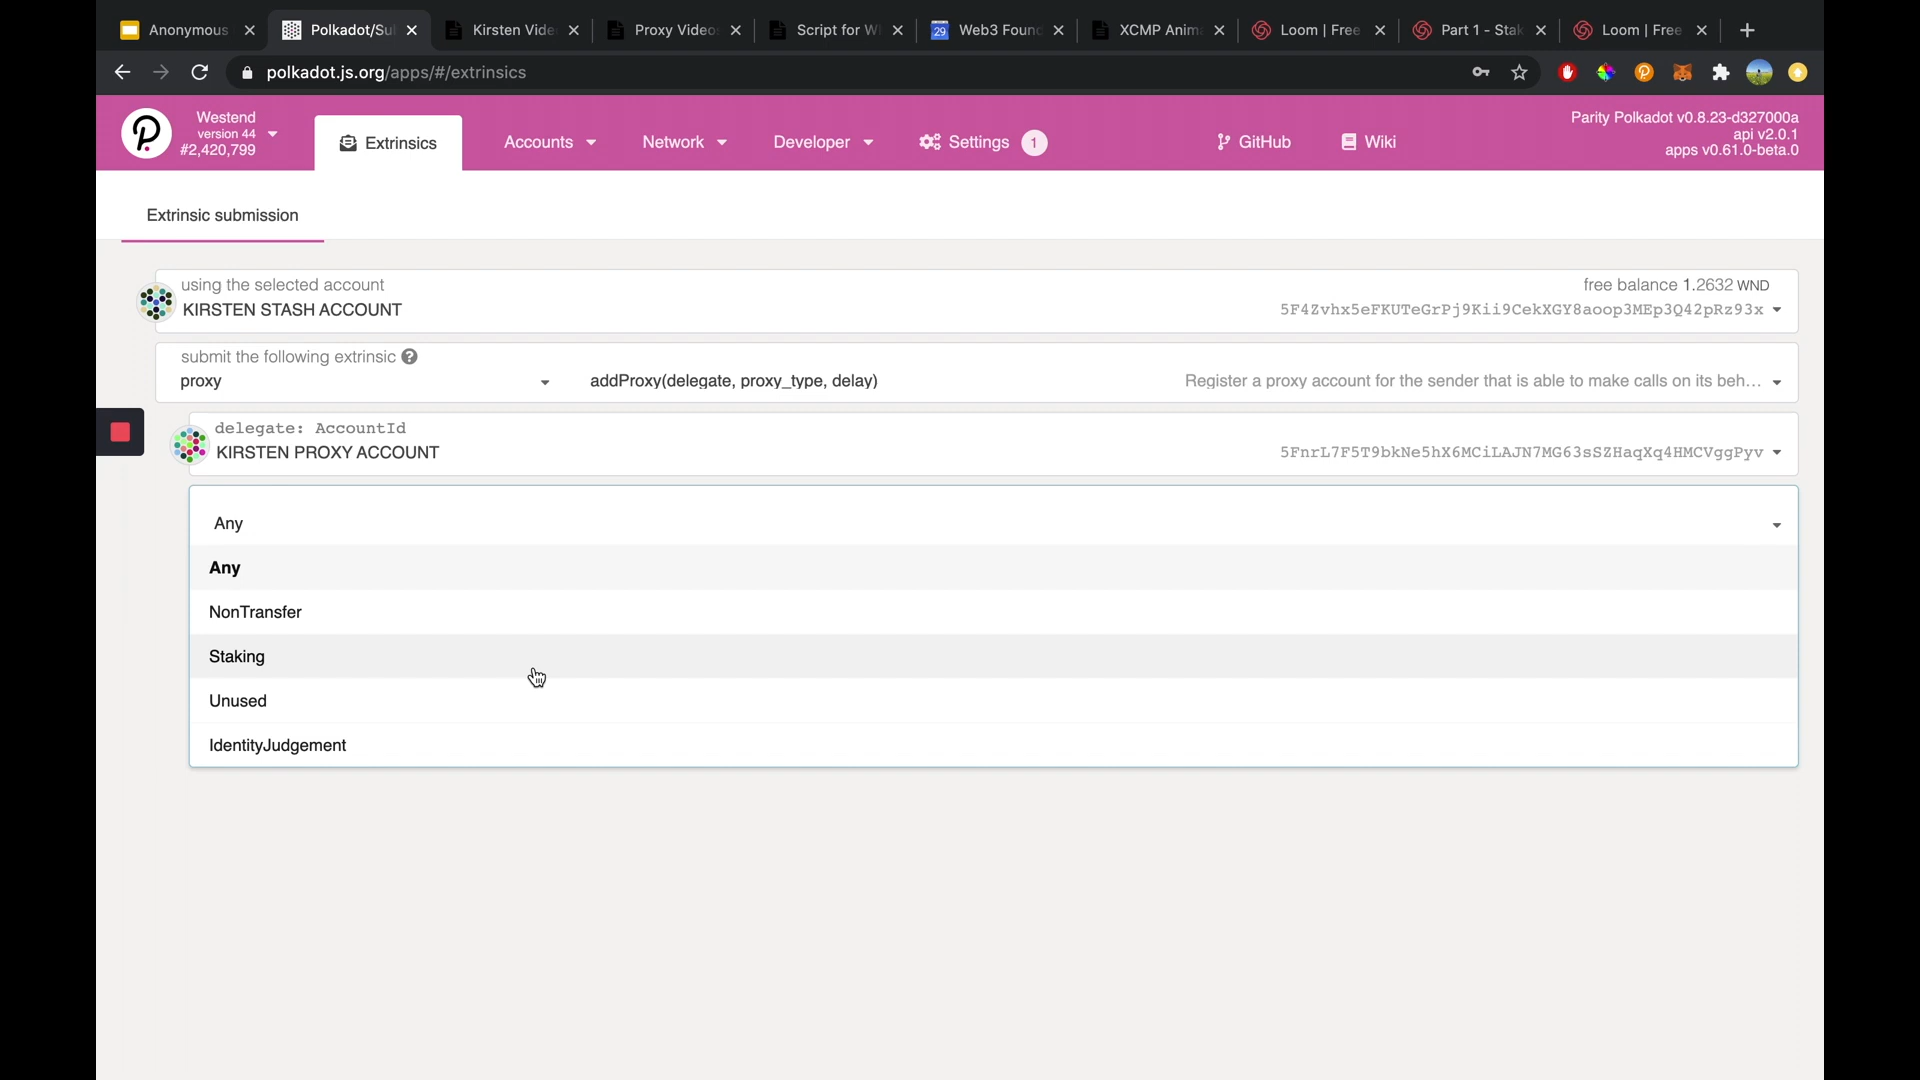 Anonymous
Polkadot/Su
Kirsten Vide
Proxy Video
Script for W
29
Web3 Foun
XCMP Anim
Loom | Free
Part 1 - Stak
Loom | Free
polkadot.js.org/apps/#/extrinsics
Westend
version 44
#2,420,799
Extrinsics
Accounts
Network
Developer
Settings
1
GitHub
Wiki
Parity Polkadot v0.8.23-d327000a
api v2.0.1
apps v0.61.0-beta.0
Extrinsic submission
using the selected account
free balance 1.2632 WND
KIRSTEN STASH ACCOUNT
5F4Zvhx5eFKUTeGrPj9Kii9CekXGY8aoop3MEp3Q42pRz93x
submit the following extrinsic
proxy
addProxy(delegate, proxy_type, delay)
Register a proxy account for the sender that is able to make calls on its beh...
delegate: AccountId
KIRSTEN PROXY ACCOUNT
5FnrL7F5T9bkNe5hX6MCiLAJN7MG63sSZHaqXq4HMCVggPyv
Any
Any
NonTransfer
Staking
Unused
IdentityJudgement